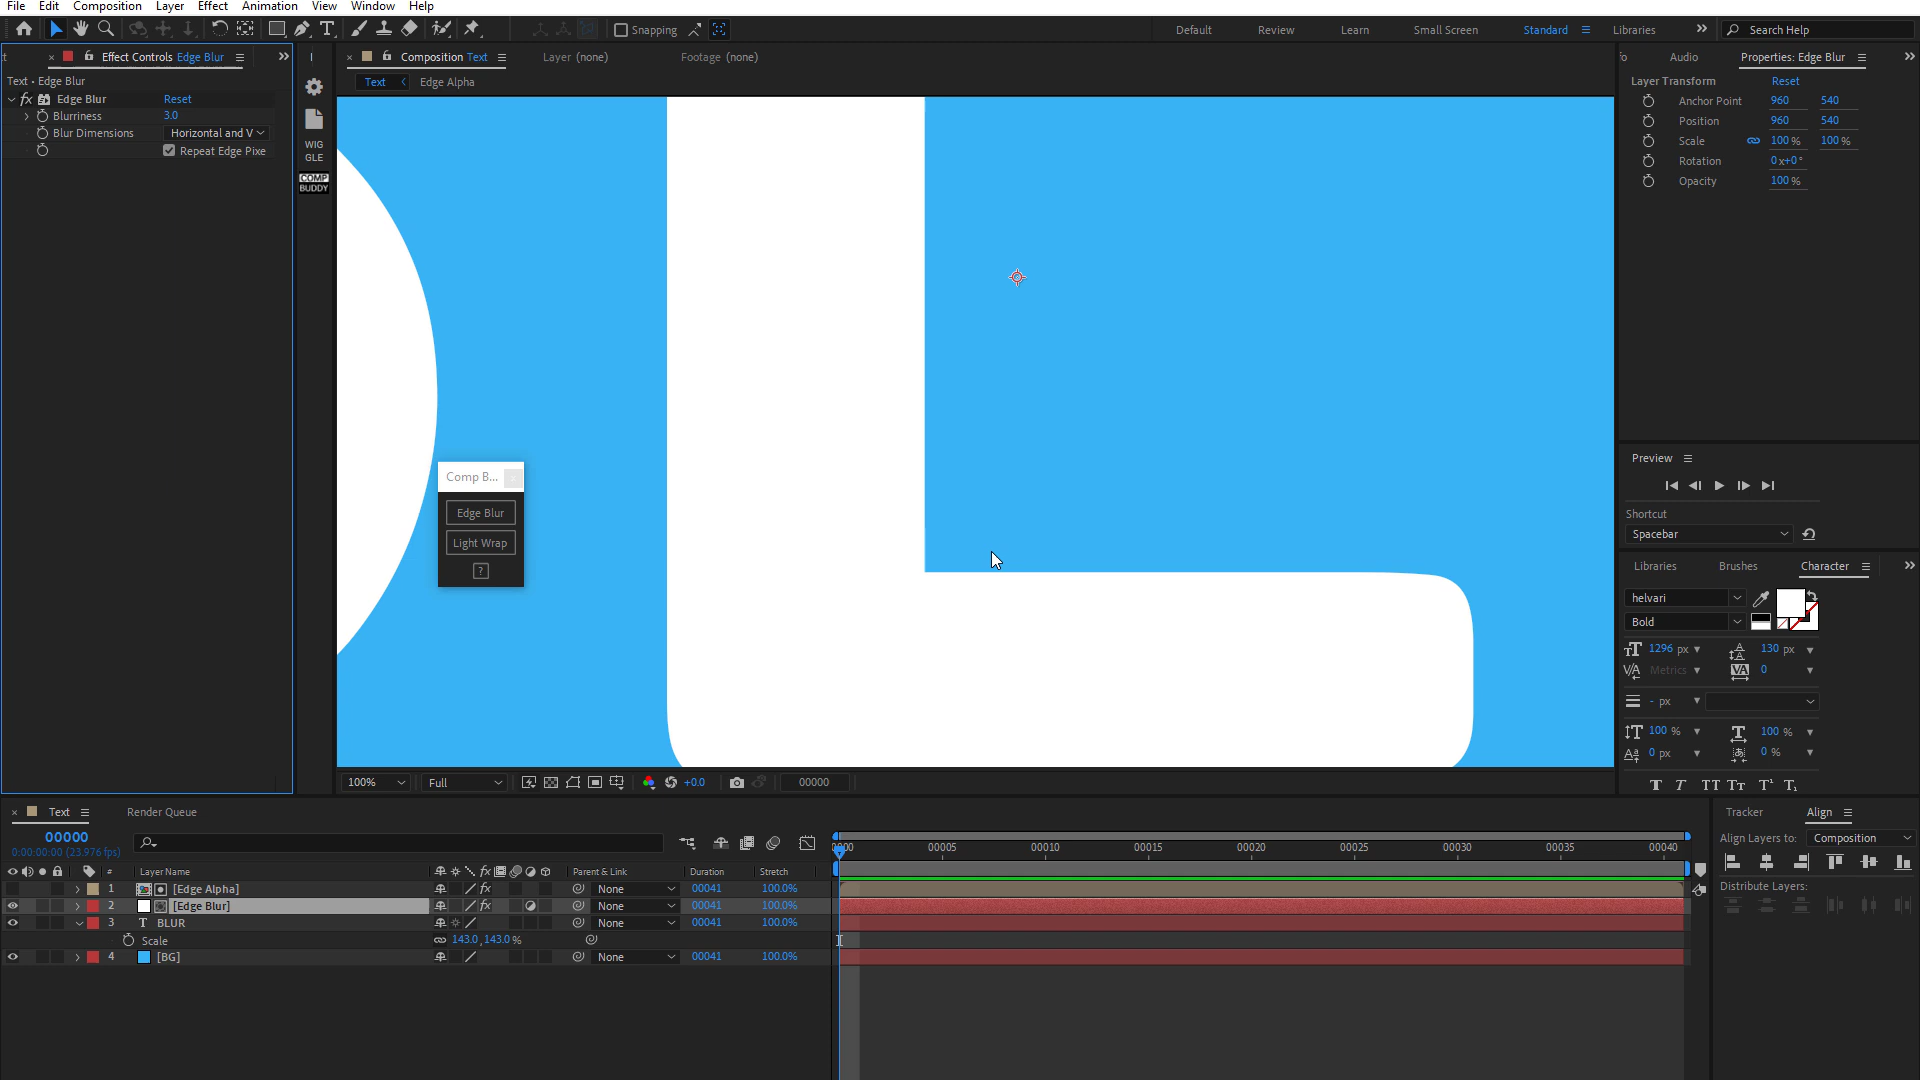 File Edit Composition Layer Effect Animation View Window Help
Snapping
Default Review Learn Small Screen Standard Libraries Search Help
Effect Controls Edge Blur
Composition Text Layer (none) Footage (none)
Audio Properties: Edge Blur
Text • Edge Blur
Text Edge Alpha
Layer Transform Reset
fx Edge Blur Reset
Anchor Point 960 540
Blurriness 3.0
Position 960 540
Blur Dimensions Horizontal and V
Scale 100 % 100 %
WIG
GLE
Repeat Edge Pixe
Rotation 0x+0°
COMP
BUDDY
Opacity 100 %
Preview
Comp B...
Edge Blur
Shortcut
Spacebar
Light Wrap
?
Libraries Brushes Character
helvari
Bold
1296 px 130 px
Metrics 0
- px
100 % 100 %
0 px 0 %
100% Full +0.0 00000
Text Render Queue
Tracker Align
00000
0:00:00:00 (23.976 fps)
Align Layers to: Composition
00005 00010 00015 00020 00025 00030 00035 00040
# Layer Name fx Parent & Link Duration Stretch
1 [Edge Alpha] fx None 00041 100.0%
Distribute Layers:
2 [Edge Blur] fx None 00041 100.0%
3 T BLUR None 00041 100.0%
Scale 143.0, 143.0 %
4 [BG] None 00041 100.0%